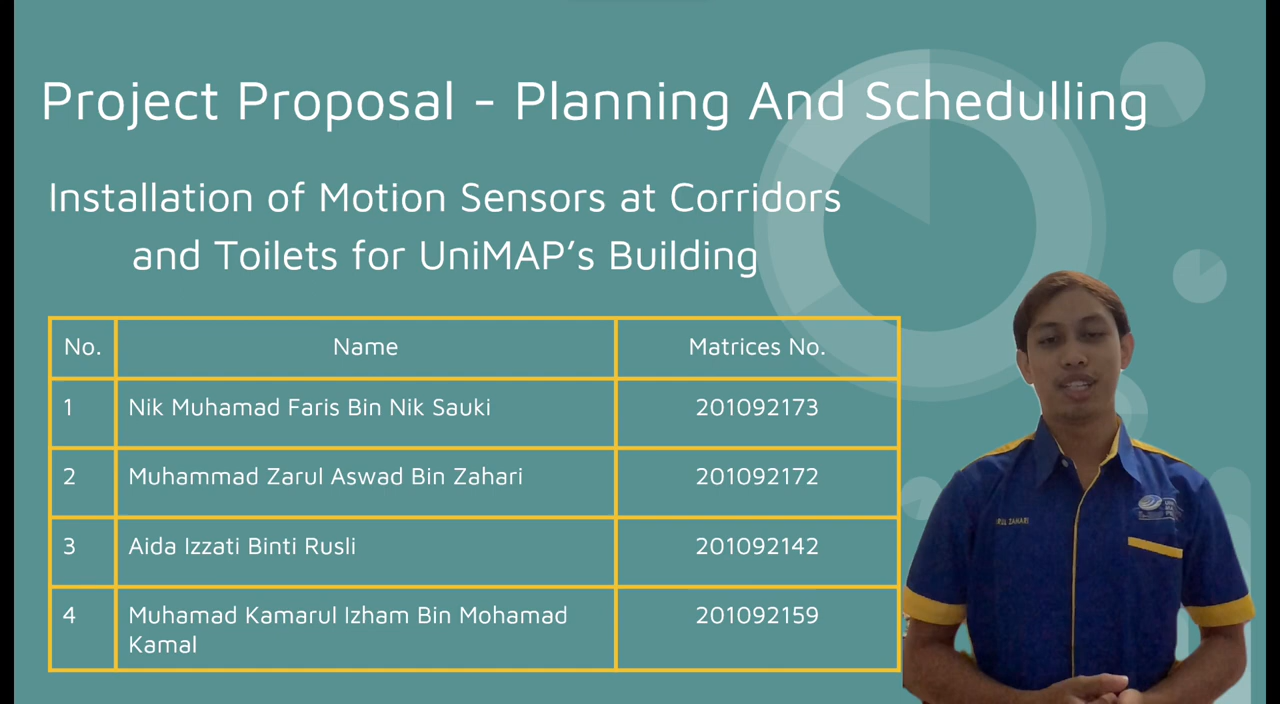 Project Proposal - Planning And Schedulling
Installation of Motion Sensors at Corridors
and Toilets for UniMAP’s Building
No. Name Matrices No.
1 Nik Muhamad Faris Bin Nik Sauki 201092173
2 Muhammad Zarul Aswad Bin Zahari 201092172
3 Aida Izzati Binti Rusli 201092142
4 Muhamad Kamarul Izham Bin Mohamad 201092159
Kamal
ZAHARI